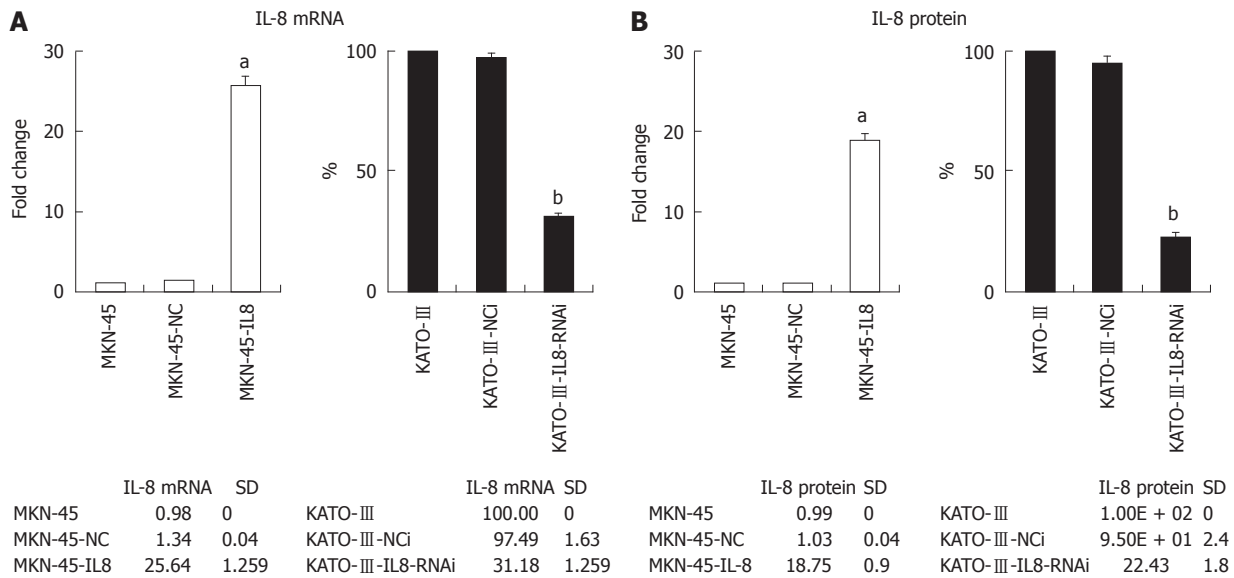 A
IL-8 mRNA
30
20
10
0
Fold change
a
MKN-45
MKN-45-NC
MKN-45-IL8
100
50
0
%
b
KATO-Ⅲ
KATO-Ⅲ-NCi
KATO-Ⅲ-IL8-RNAi
B
IL-8 protein
30
20
10
0
Fold change
a
MKN-45
MKN-45-NC
MKN-45-IL8
100
50
0
%
b
KATO-Ⅲ
KATO-Ⅲ-NCi
KATO-Ⅲ-IL8-RNAi
IL-8 mRNA SD
MKN-45 0.98 0
MKN-45-NC 1.34 0.04
MKN-45-IL8 25.64 1.259
IL-8 mRNA SD
KATO-Ⅲ 100.00 0
KATO-Ⅲ-NCi 97.49 1.63
KATO-Ⅲ-IL8-RNAi 31.18 1.259
IL-8 protein SD
MKN-45 0.99 0
MKN-45-NC 1.03 0.04
MKN-45-IL-8 18.75 0.9
IL-8 protein SD
KATO-Ⅲ 1.00E + 02 0
KATO-Ⅲ-NCi 9.50E + 01 2.4
KATO-Ⅲ-IL8-RNAi 22.43 1.8